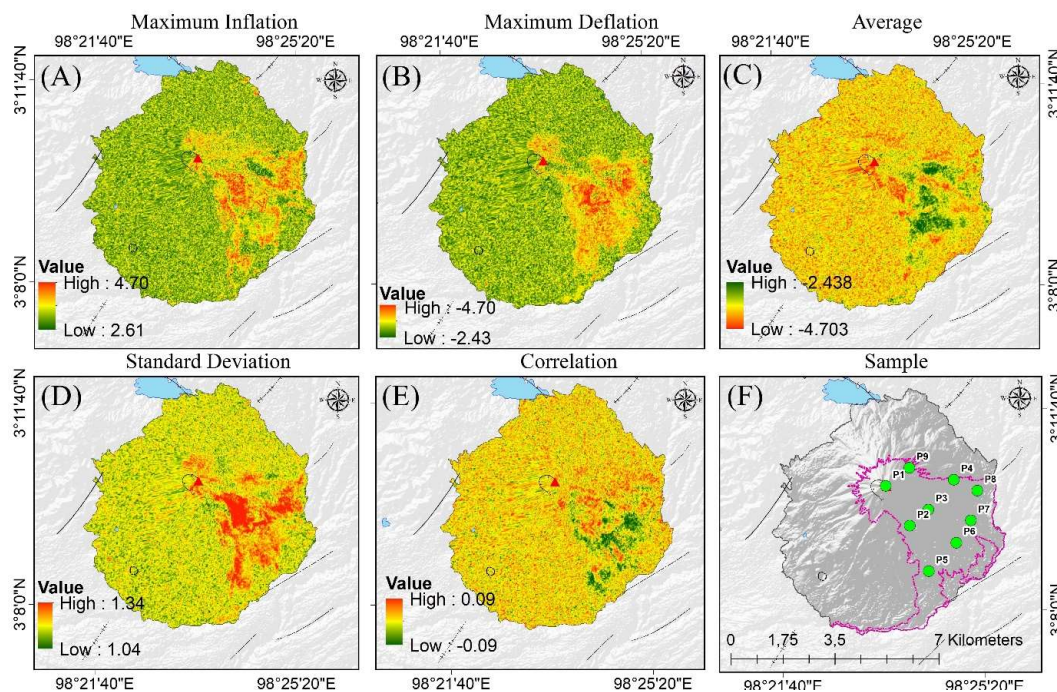 Maximum Inflation
Maximum Deflation
Average
98°21'40"E 98°25'20"E
98°21'40"E 98°25'20"E
98°21'40"E 98°25'20"E
(A)
(B)
(C)
3°11'40"N
3°8'0"N
3°11'40"N
3°8'0"N
Value
High : 4.70
Low : 2.61
Value
High : -4.70
Low : -2.43
Value
High : -2.438
Low : -4.703
Standard Deviation
Correlation
Sample
(D)
(E)
(F)
3°11'40"N
3°8'0"N
3°11'40"N
3°8'0"N
P9
P1
P4
P8
P3
P2
P7
P6
P5
Value
High : 1.34
Low : 1.04
Value
High : 0.09
Low : -0.09
0 1,75 3,5 7 Kilometers
98°21'40"E 98°25'20"E
98°21'40"E 98°25'20"E
98°21'40"E 98°25'20"E